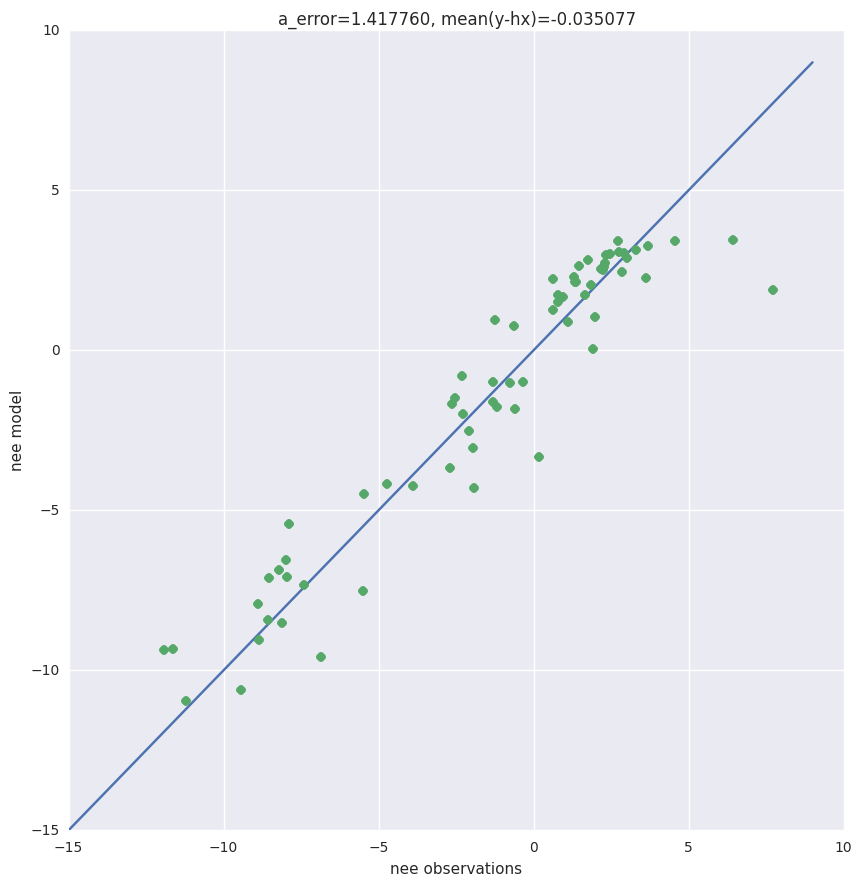 a_error=1.417760, mean(y-hx)=-0.035077
10
5
0
−5
−10
−15
nee model
−15 −10 −5 0 5 10
nee observations